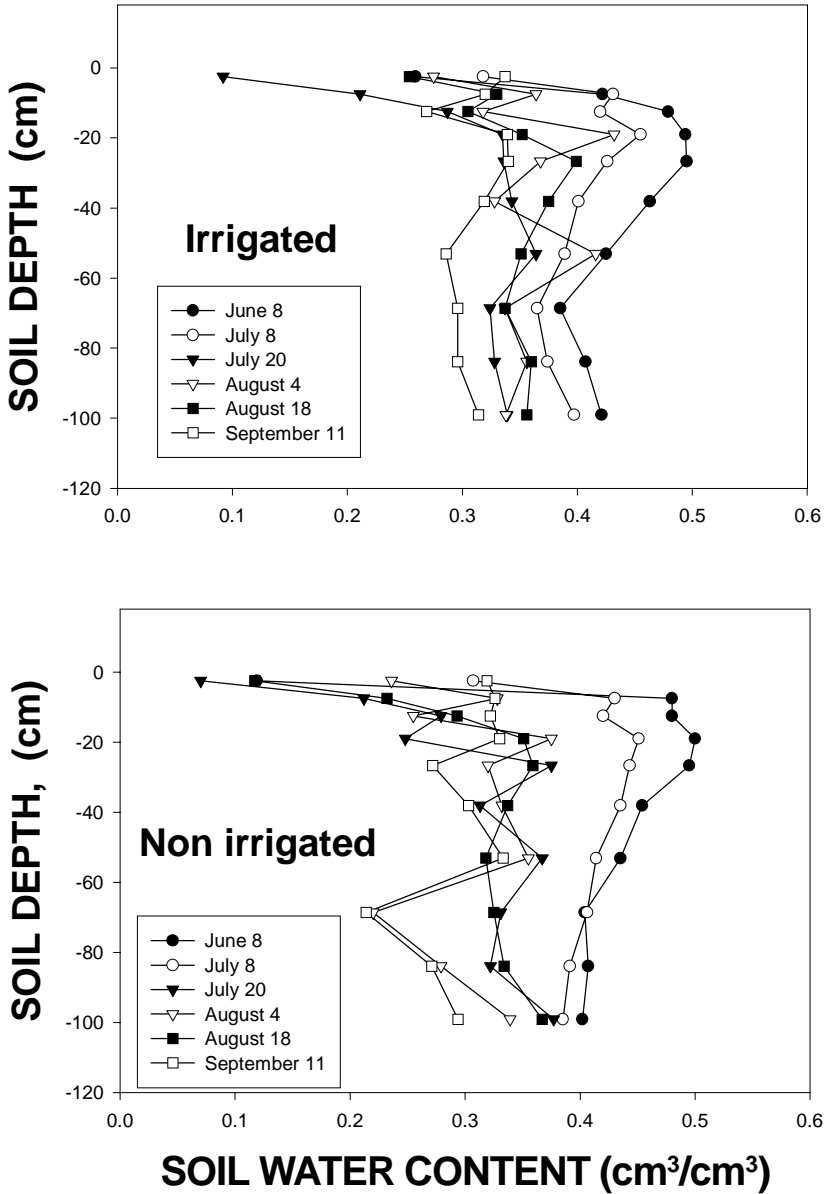 0
-20
-40
-60
-80
-100
-120
SOIL DEPTH (cm)
Irrigated
June 8
July 8
July 20
August 4
August 18
September 11
0.0 0.1 0.2 0.3 0.4 0.5 0.6
0
-20
-40
-60
-80
-100
-120
SOIL DEPTH, (cm)
Non irrigated
June 8
July 8
July 20
August 4
August 18
September 11
0.0 0.1 0.2 0.3 0.4 0.5 0.6
SOIL WATER CONTENT (cm³/cm³)